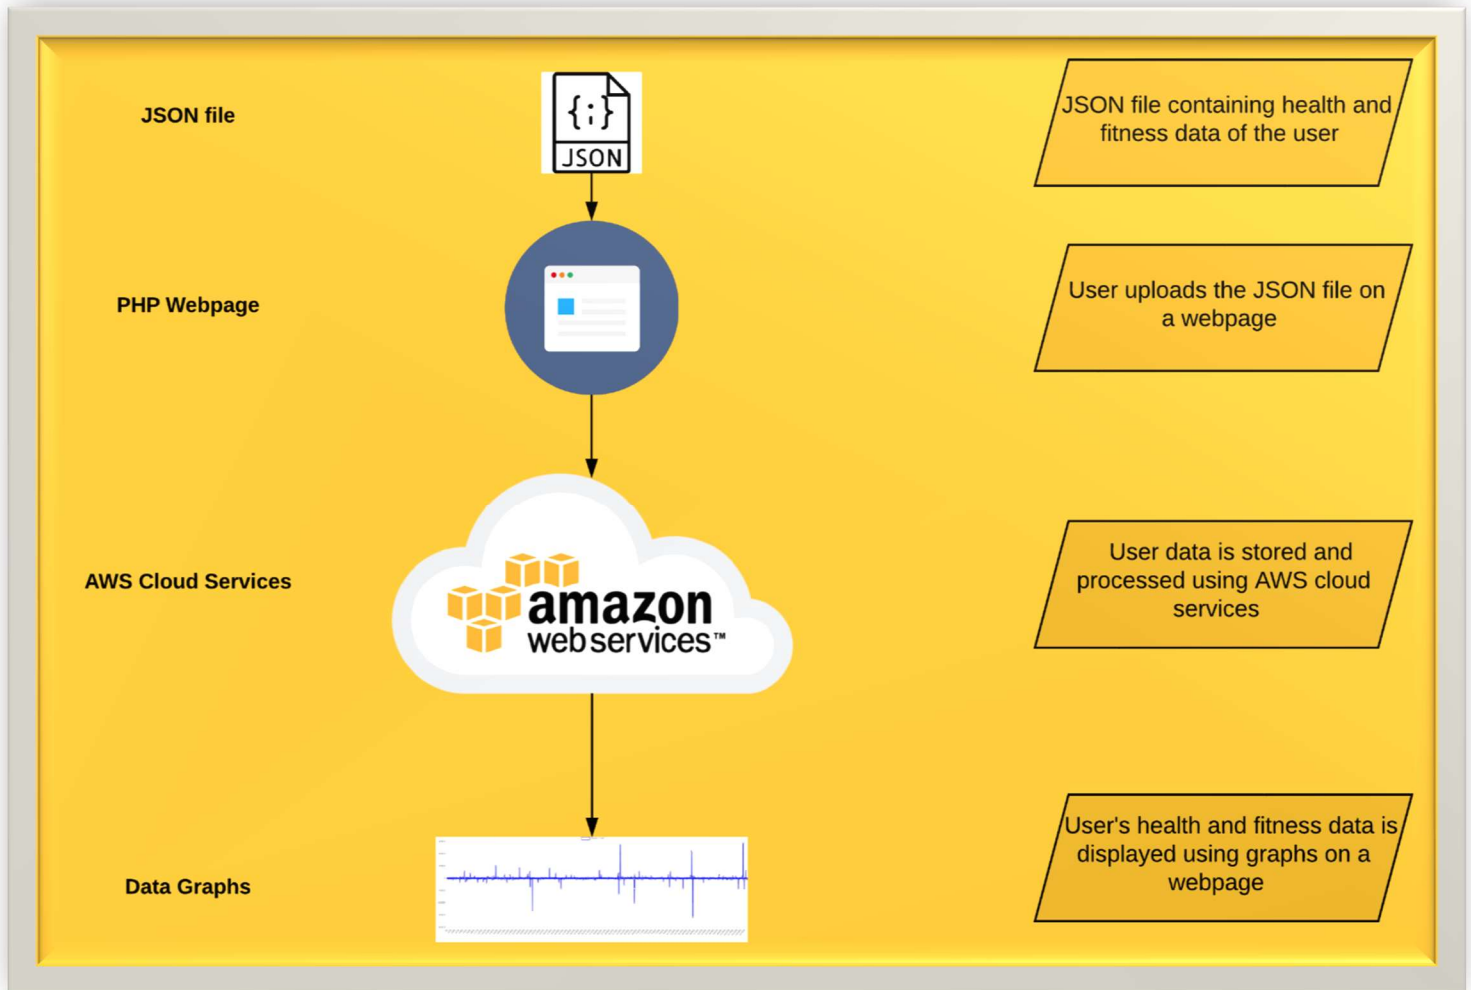 JSON file
{;}
JSON
JSON file containing health and
fitness data of the user
PHP Webpage
User uploads the JSON file on
a webpage
AWS Cloud Services
amazon
web services™
User data is stored and
processed using AWS cloud
services
Data Graphs
User's health and fitness data is
displayed using graphs on a
webpage